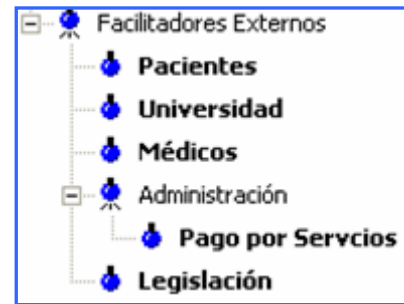 Facilitadores Externos
Pacientes
Universidad
Médicos
Administración
Pago por Servcios
Legislación